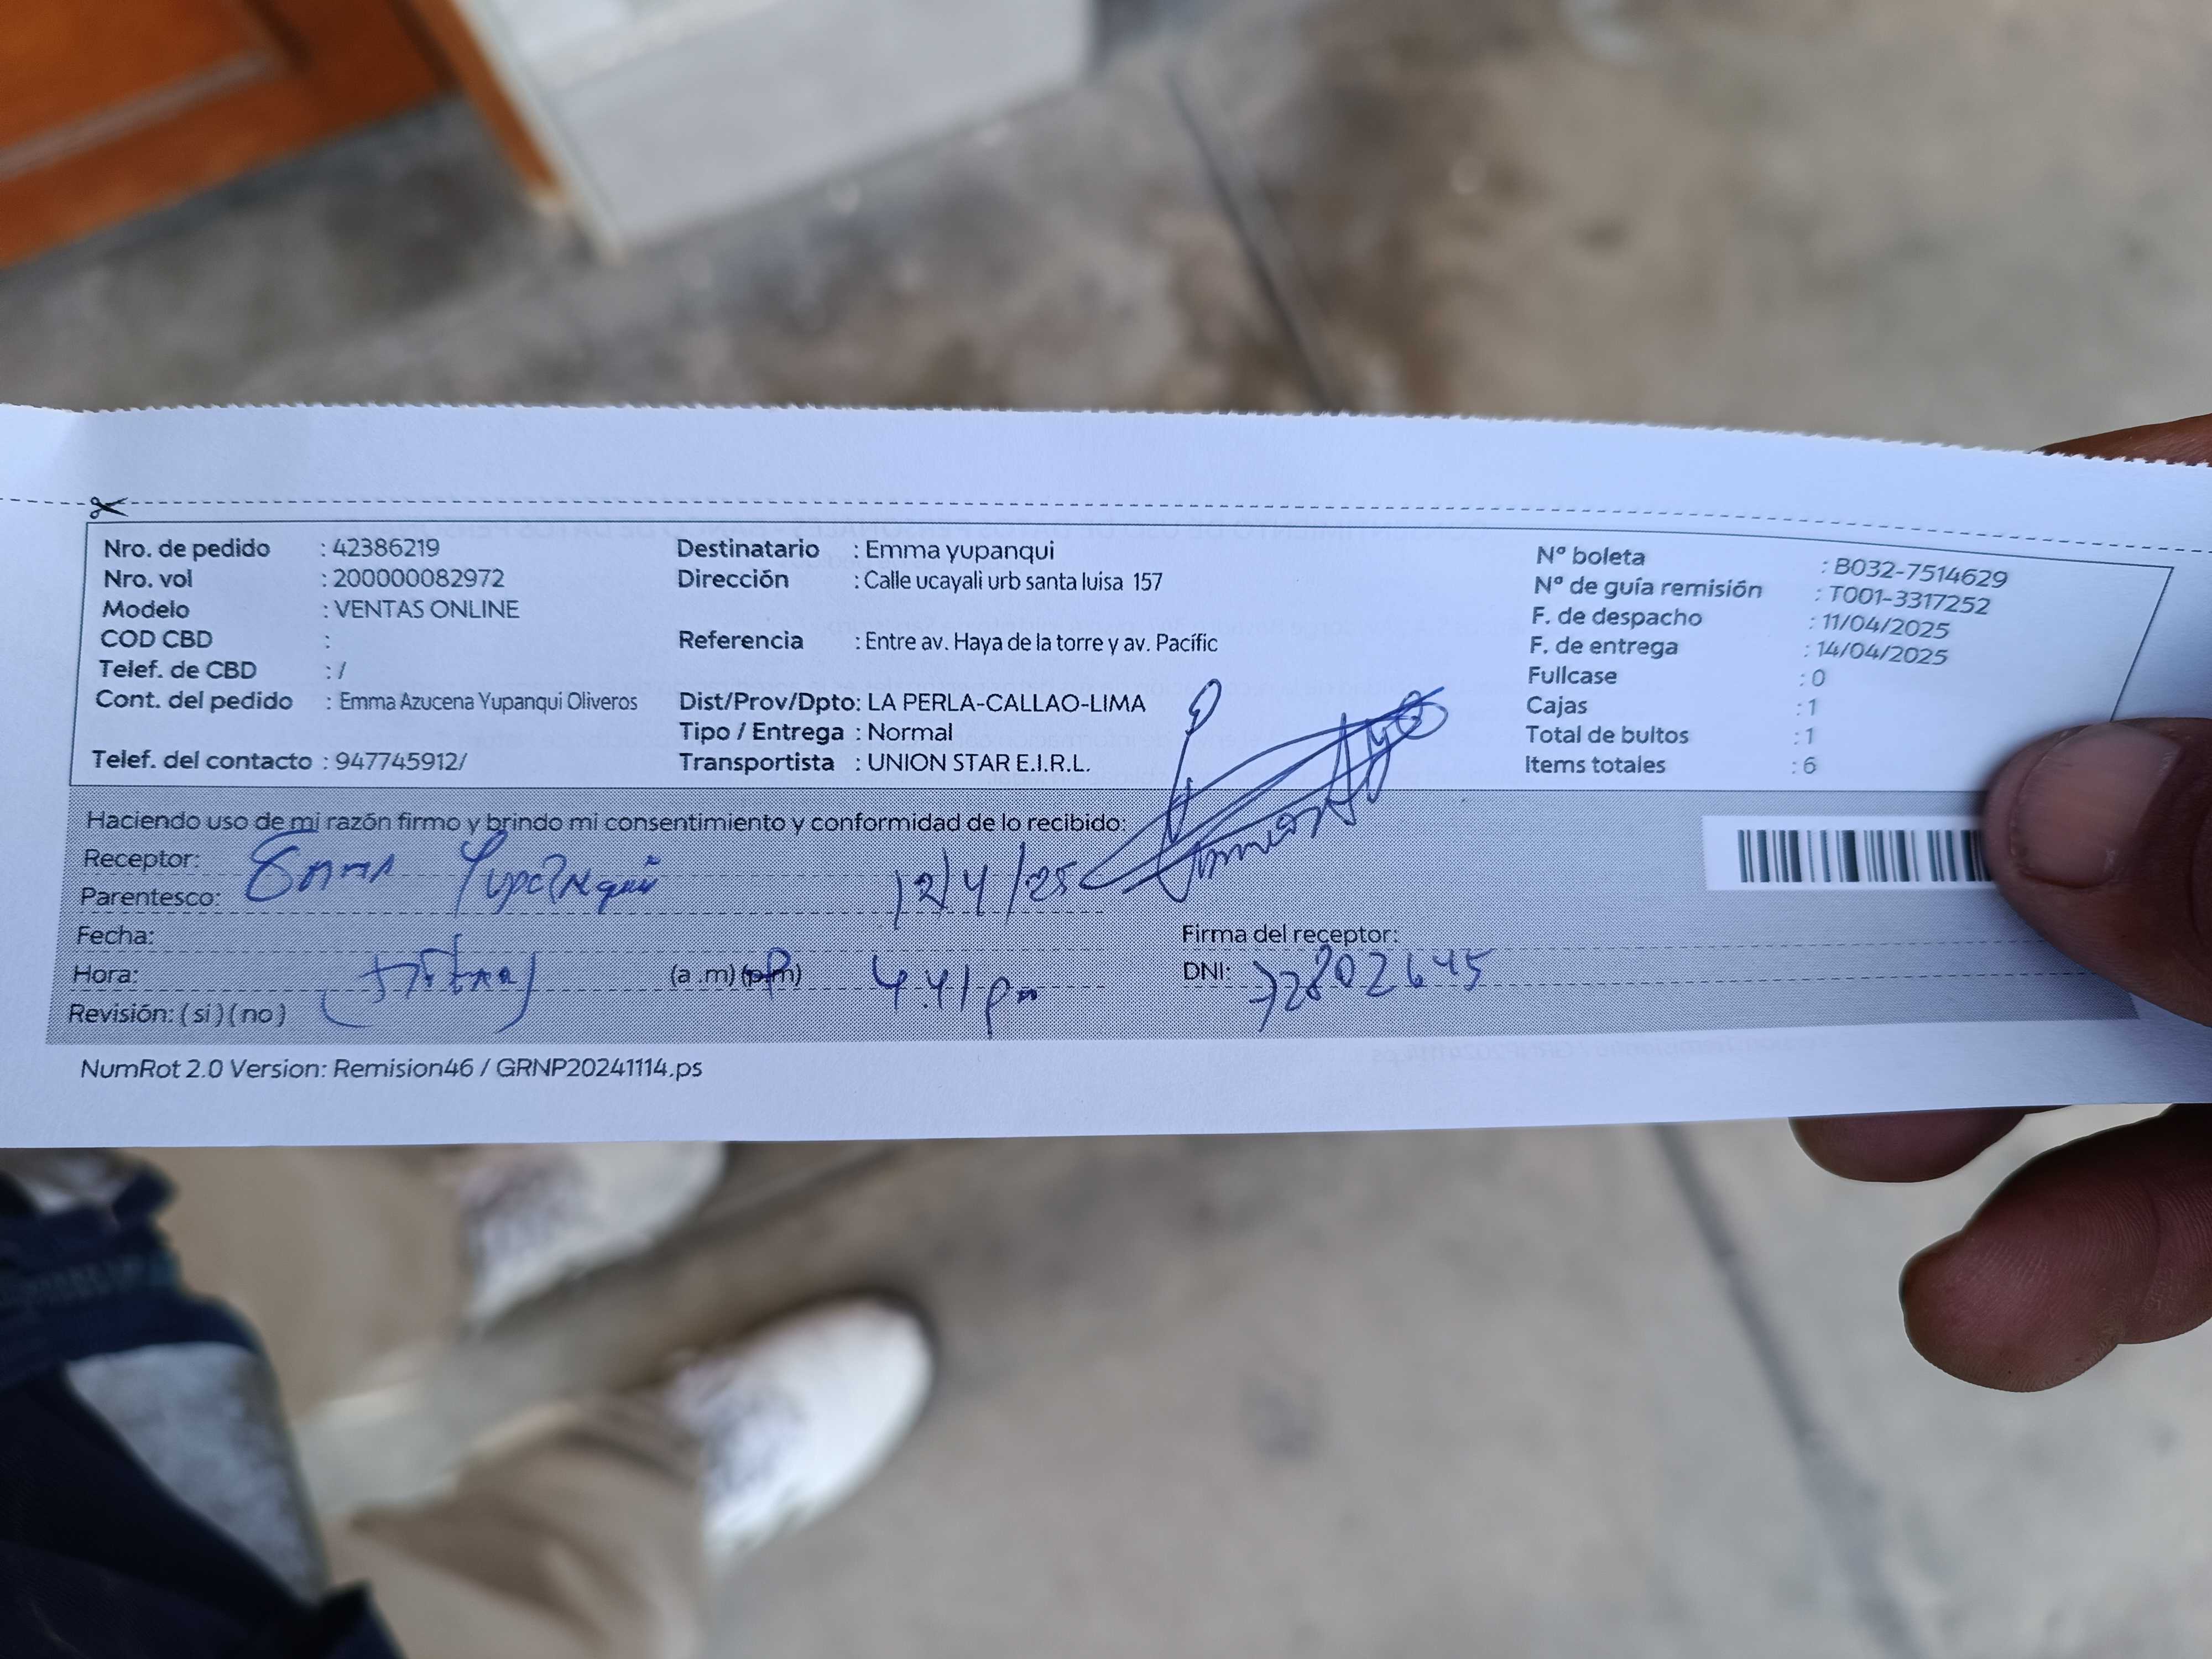 Nro. de pedido : 42386219
Nro. vol : 200000082972
Modelo : VENTAS ONLINE
COD CBD :
Telef. de CBD : /
Cont. del pedido : Emma Azucena Yupanqui Oliveros
Telef. del contacto : 947745912/
Destinatario : Emma yupanqui
Dirección : Calle ucayali urb santa luisa 157
Referencia : Entre av. Haya de la torre y av. Pacífic
Dist/Prov/Dpto: LA PERLA-CALLAO-LIMA
Tipo / Entrega : Normal
Transportista : UNION STAR E.I.R.L.
Nº boleta : B032-7514629
Nº de guía remisión : T001-3317252
F. de despacho : 11/04/2025
F. de entrega : 14/04/2025
Fullcase : 0
Cajas : 1
Total de bultos : 1
Items totales : 6
Haciendo uso de mi razón firmo y brindo mi consentimiento y conformidad de lo recibido:
Receptor: Emma Yupanqui
Parentesco: 12/4/25
Fecha:
Hora: (a.m) (p.m) 4.41 pm
Revisión: ( si ) ( no )
Firma del receptor:
DNI: 72802645
NumRot 2.0 Version: Remision46 / GRNP20241114.ps